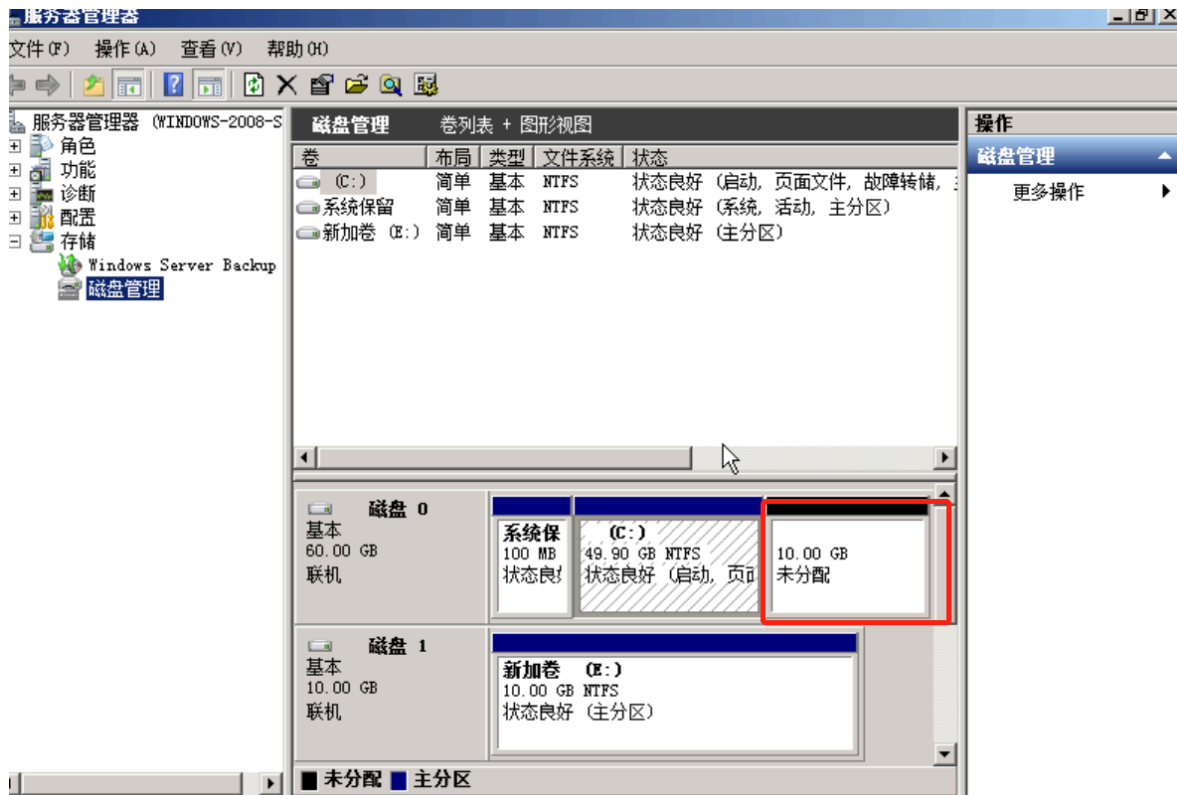 服务器管理器
文件(F) 操作(A) 查看(V) 帮助(H)
服务器管理器 (WINDOWS-2008-S
角色
功能
诊断
配置
存储
Windows Server Backup
磁盘管理
磁盘管理 卷列表 + 图形视图
卷 布局 类型 文件系统 状态
(C:) 简单 基本 NTFS 状态良好 (启动, 页面文件, 故障转储,
系统保留 简单 基本 NTFS 状态良好 (系统, 活动, 主分区)
新加卷 (E:) 简单 基本 NTFS 状态良好 (主分区)
磁盘 0
基本
60.00 GB
联机
系统保
100 MB
状态良
(C:)
49.90 GB NTFS
状态良好 (启动, 页面
10.00 GB
未分配
磁盘 1
基本
10.00 GB
联机
新加卷 (E:)
10.00 GB NTFS
状态良好 (主分区)
未分配 主分区
操作
磁盘管理
更多操作